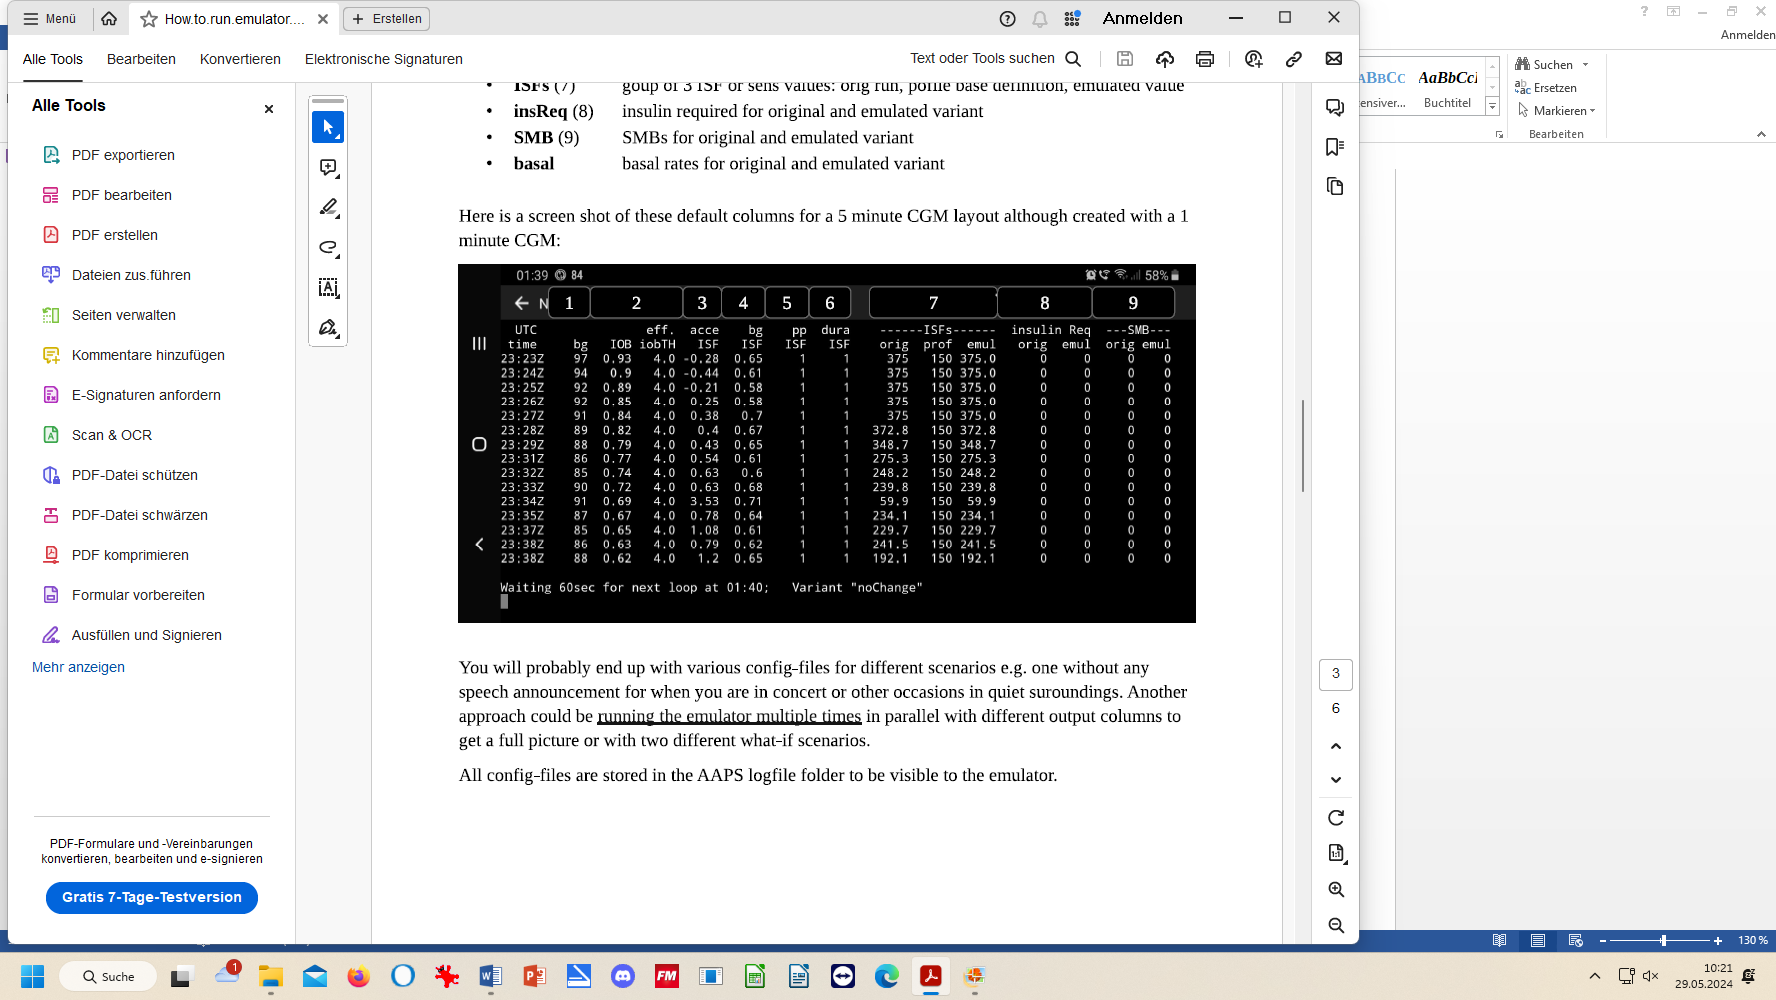 Menü
How.to.run.emulator....
Erstellen
Anmelden
Alle Tools
Bearbeiten
Konvertieren
Elektronische Signaturen
Text oder Tools suchen
Alle Tools
PDF exportieren
PDF bearbeiten
PDF erstellen
Dateien zus.führen
Seiten verwalten
Kommentare hinzufügen
E-Signaturen anfordern
Scan & OCR
PDF-Datei schützen
PDF-Datei schwärzen
PDF komprimieren
Formular vorbereiten
Ausfüllen und Signieren
Mehr anzeigen
PDF-Formulare und -Vereinbarungen
konvertieren, bearbeiten und e-signieren
Gratis 7-Tage-Testversion
• ISFs (7) goup of 3 ISF or sens values: orig run, pofile base definition, emulated value
• insReq (8) insulin required for original and emulated variant
• SMB (9) SMBs for original and emulated variant
• basal basal rates for original and emulated variant
Here is a screen shot of these default columns for a 5 minute CGM layout although created with a 1
minute CGM:
01:39 84 58%
N 1 2 3 4 5 6 7 8 9
UTC eff. acce bg pp dura ------ISFs------ insulin Req ---SMB---
time bg IOB iobTH ISF ISF ISF ISF orig prof emul orig emul orig emul
23:23Z 97 0.93 4.0 -0.28 0.65 1 1 375 150 375.0 0 0 0 0
23:24Z 94 0.9 4.0 -0.44 0.61 1 1 375 150 375.0 0 0 0 0
23:25Z 92 0.89 4.0 -0.21 0.58 1 1 375 150 375.0 0 0 0 0
23:26Z 92 0.85 4.0 0.25 0.58 1 1 375 150 375.0 0 0 0 0
23:27Z 91 0.84 4.0 0.38 0.7 1 1 375 150 375.0 0 0 0 0
23:28Z 89 0.82 4.0 0.4 0.67 1 1 372.8 150 372.8 0 0 0 0
23:29Z 88 0.79 4.0 0.43 0.65 1 1 348.7 150 348.7 0 0 0 0
23:31Z 86 0.77 4.0 0.54 0.61 1 1 275.3 150 275.3 0 0 0 0
23:32Z 85 0.74 4.0 0.63 0.6 1 1 248.2 150 248.2 0 0 0 0
23:33Z 90 0.72 4.0 0.63 0.68 1 1 239.8 150 239.8 0 0 0 0
23:34Z 91 0.69 4.0 3.53 0.71 1 1 59.9 150 59.9 0 0 0 0
23:35Z 87 0.67 4.0 0.78 0.64 1 1 234.1 150 234.1 0 0 0 0
23:37Z 85 0.65 4.0 1.08 0.61 1 1 229.7 150 229.7 0 0 0 0
23:38Z 86 0.63 4.0 0.79 0.62 1 1 241.5 150 241.5 0 0 0 0
23:38Z 88 0.62 4.0 1.2 0.65 1 1 192.1 150 192.1 0 0 0 0
Waiting 60sec for next loop at 01:40; Variant "noChange"
You will probably end up with various config-files for different scenarios e.g. one without any
speech announcement for when you are in concert or other occasions in quiet suroundings. Another
approach could be running the emulator multiple times in parallel with different output columns to
get a full picture or with two different what-if scenarios.
All config-files are stored in the AAPS logfile folder to be visible to the emulator.
3
6
Anmelden
AaBbCcI
Buchtitel
Suchen
Ersetzen
Markieren
Bearbeiten
130 %
Suche
1
FM
10:21
29.05.2024